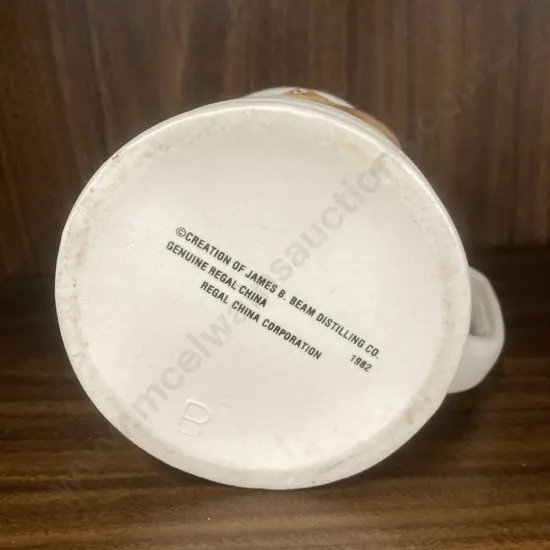 ©CREATION OF JAMES B. BEAM DISTILLING CO.
GENUINE REGAL CHINA
REGAL CHINA CORPORATION 1982
B